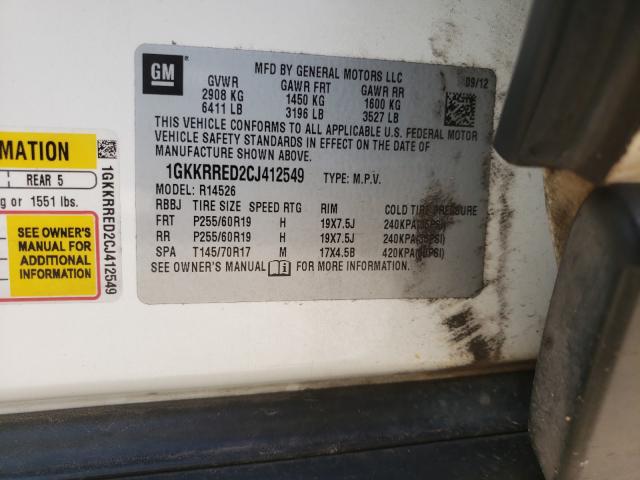 GM
MFD BY GENERAL MOTORS LLC
09/12
GVWR GAWR FRT GAWR RR
2908 KG 1450 KG 1600 KG
6411 LB 3196 LB 3527 LB
THIS VEHICLE CONFORMS TO ALL APPLICABLE U.S. FEDERAL MOTOR
VEHICLE SAFETY STANDARDS IN EFFECT ON THE DATE OF
MANUFACTURE SHOWN ABOVE.
1GKKRRED2CJ412549 TYPE: M.P.V.
MODEL: R14526
RBBJ TIRE SIZE SPEED RTG RIM COLD TIRE PRESSURE
FRT P255/60R19 H 19X7.5J 240KPA(35PSI)
RR P255/60R19 H 19X7.5J 240KPA(35PSI)
SPA T145/70R17 M 17X4.5B 420KPA(60PSI)
SEE OWNER'S MANUAL FOR MORE INFORMATION.
MATION
REAR 5
g or 1551 lbs.
SEE OWNER'S
MANUAL FOR
ADDITIONAL
INFORMATION
1GKKRRED2CJ412549